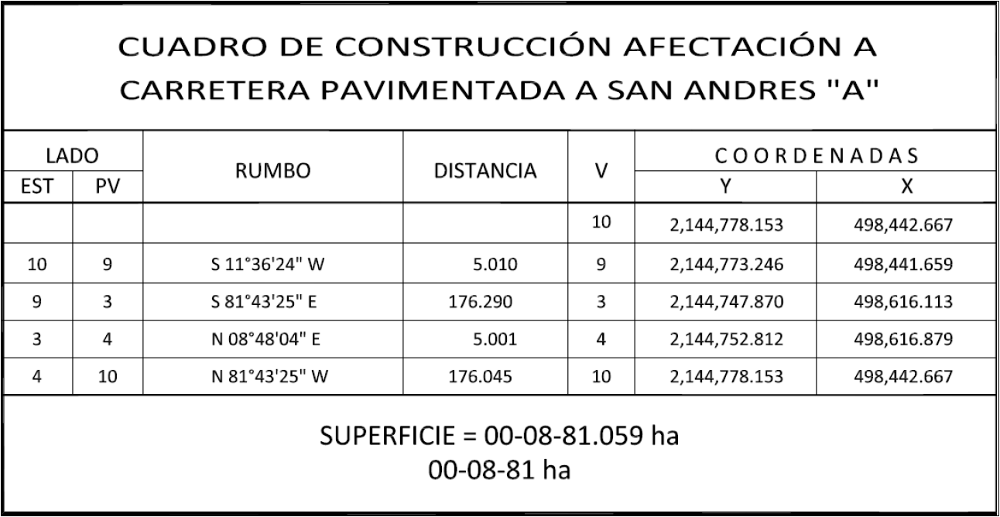 CUADRO DE CONSTRUCCIÓN AFECTACIÓN A
CARRETERA PAVIMENTADA A SAN ANDRES "A"
LADO RUMBO DISTANCIA V C O O R D E N A D A S
EST PV Y X
10 2,144,778.153 498,442.667
10 9 S 11°36'24" W 5.010 9 2,144,773.246 498,441.659
9 3 S 81°43'25" E 176.290 3 2,144,747.870 498,616.113
3 4 N 08°48'04" E 5.001 4 2,144,752.812 498,616.879
4 10 N 81°43'25" W 176.045 10 2,144,778.153 498,442.667
SUPERFICIE = 00-08-81.059 ha
00-08-81 ha